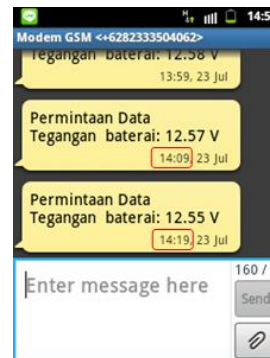 14:5
Modem GSM <+6282333504062>
Tegangan baterai: 12.58 V
13:59, 23 Jul
Permintaan Data
Tegangan baterai: 12.57 V
14:09, 23 Jul
Permintaan Data
Tegangan baterai: 12.55 V
14:19, 23 Jul
160 /
Enter message here
Send